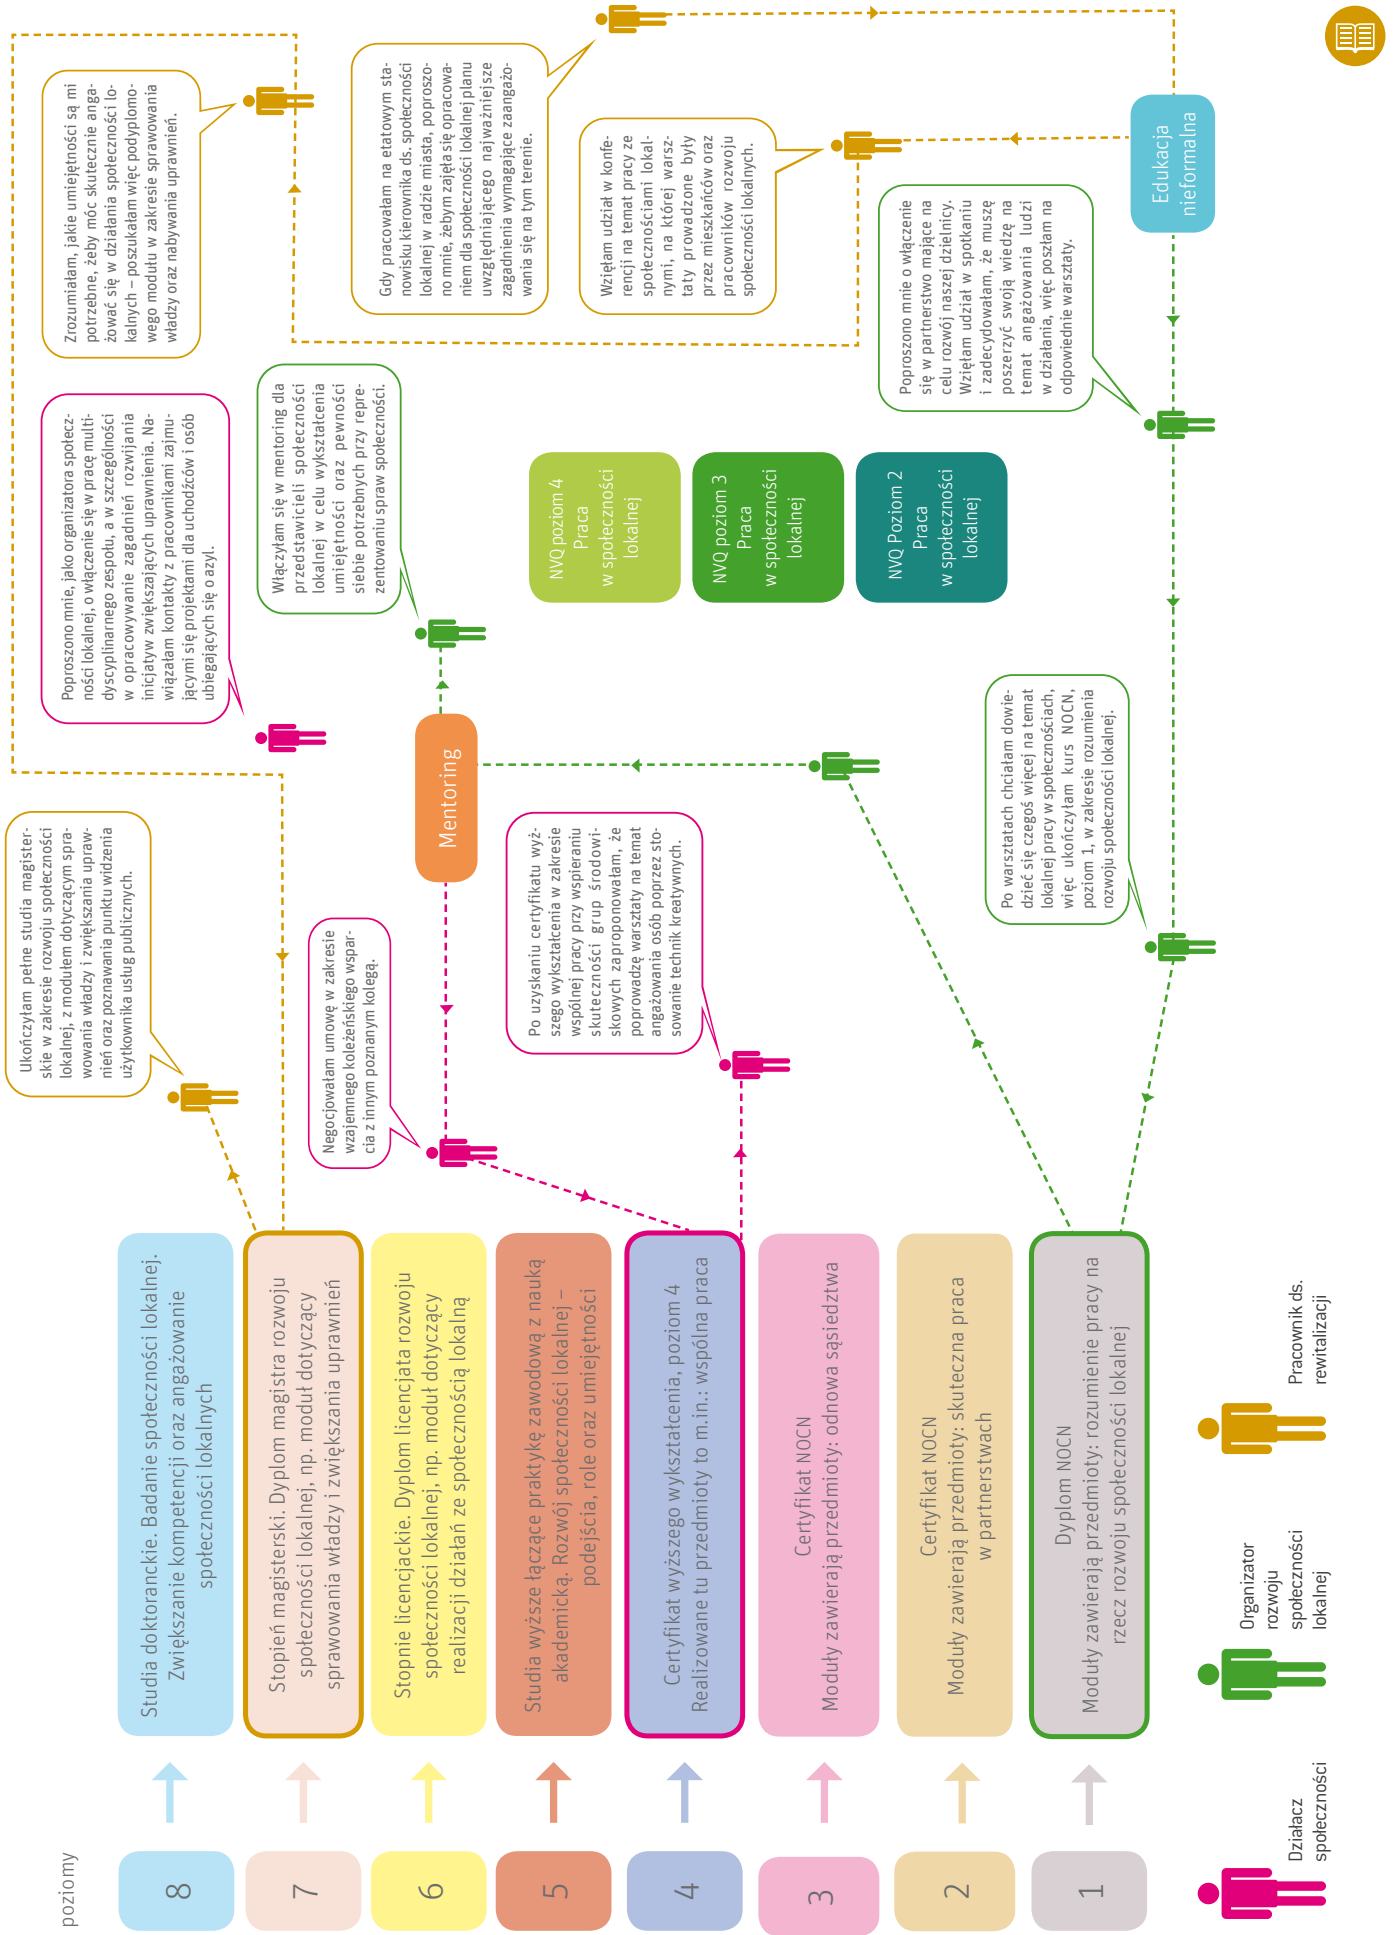 poziomy
8
Studia doktoranckie. Badanie społeczności lokalnej.
Zwiększanie kompetencji oraz angażowanie
społeczności lokalnych
7
Stopień magisterski. Dyplom magistra rozwoju
społeczności lokalnej, np. moduł dotyczący
sprawowania władzy i zwiększania uprawnień
6
Stopnie licencjackie. Dyplom licencjata rozwoju
społeczności lokalnej, np. moduł dotyczący
realizacji działań ze społecznością lokalną
5
Studia wyższe łączące praktykę zawodową z nauką
akademicką. Rozwój społeczności lokalnej –
podejścia, role oraz umiejętności
4
Certyfikat wyższego wykształcenia, poziom 4
Realizowane tu przedmioty to m.in.: wspólna praca
3
Certyfikat NOCN
Moduły zawierają przedmioty: odnowa sąsiedztwa
2
Certyfikat NOCN
Moduły zawierają przedmioty: skuteczna praca
w partnerstwach
1
Dyplom NOCN
Moduły zawierają przedmioty: rozumienie pracy na
rzecz rozwoju społeczności lokalnej
Ukończyłam pełne studia magister-
skie w zakresie rozwoju społeczności
lokalnej, z modułem dotyczącym spra-
wowania władzy i zwiększania upraw-
nień oraz poznawania punktu widzenia
użytkownika usług publicznych.
Negocjowałam umowę w zakresie
wzajemnego koleżeńskiego wspar-
cia z innym poznanym kolegą.
Po uzyskaniu certyfikatu wyż-
szego wykształcenia w zakresie
wspólnej pracy przy wspieraniu
skuteczności grup środowi-
skowych zaproponowałam, że
poprowadzę warsztaty na temat
angażowania osób poprzez sto-
sowanie technik kreatywnych.
Mentoring
Po warsztatach chciałam dowie-
dzieć się czegoś więcej na temat
lokalnej pracy w społecznościach,
więc ukończyłam kurs NOCN,
poziom 1, w zakresie rozumienia
rozwoju społeczności lokalnej.
Poproszono mnie, jako organizatora społecz-
ności lokalnej, o włączenie się w pracę multi-
dyscyplinarnego zespołu, a w szczególności
w opracowywanie zagadnień rozwijania
inicjatyw zwiększających uprawnienia. Na-
wiązałam kontakty z pracownikami zajmu-
jącymi się projektami dla uchodźców i osób
ubiegających się o azyl.
Włączyłam się w mentoring dla
przedstawicieli społeczności
lokalnej w celu wykształcenia
umiejętności oraz pewności
siebie potrzebnych przy repre-
zentowaniu spraw społeczności.
NVQ poziom 4
Praca
w społeczności
lokalnej
NVQ poziom 3
Praca
w społeczności
lokalnej
NVQ Poziom 2
Praca
w społeczności
lokalnej
Zrozumiałam, jakie umiejętności są mi
potrzebne, żeby móc skutecznie anga-
żować się w działania społeczności lo-
kalnych – poszukałam więc podyplomo-
wego modułu w zakresie sprawowania
władzy oraz nabywania uprawnień.
Gdy pracowałam na etatowym sta-
nowisku kierownika ds. społeczności
lokalnej w radzie miasta, poproszo-
no mnie, żebym zajęła się opracowa-
niem dla społeczności lokalnej planu
uwzględniającego najważniejsze
zagadnienia wymagające zaangażo-
wania się na tym terenie.
Wzięłam udział w konfe-
rencji na temat pracy ze
społecznościami lokal-
nymi, na której warsz-
taty prowadzone były
przez mieszkańców oraz
pracowników rozwoju
społeczności lokalnych.
Poproszono mnie o włączenie
się w partnerstwo mające na
celu rozwój naszej dzielnicy.
Wzięłam udział w spotkaniu
i zadecydowałam, że muszę
poszerzyć swoją wiedzę na
temat angażowania ludzi
w działania, więc poszłam na
odpowiednie warsztaty.
Edukacja
nieformalna
Działacz
społeczności
Organizator
rozwoju
społeczności
lokalnej
Pracownik ds.
rewitalizacji